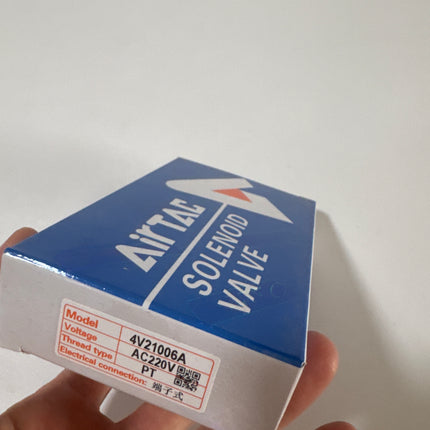 AirTAC
SOLENOID
VALVE
Model 4V21006A
Voltage AC220V
Thread type PT
Electrical connection: 端子式